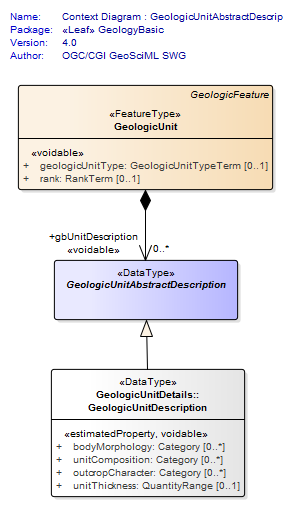 Name: Context Diagram : GeologicUnitAbstractDescrip
Package: «Leaf» GeologyBasic
Version: 4.0
Author: OGC/CGI GeoSciML SWG
GeologicFeature
«FeatureType»
GeologicUnit
«voidable»
+ geologicUnitType: GeologicUnitTypeTerm [0..1]
+ rank: RankTerm [0..1]
+gbUnitDescription
«voidable» 0..*
«DataType»
GeologicUnitAbstractDescription
«DataType»
GeologicUnitDetails::
GeologicUnitDescription
«estimatedProperty, voidable»
+ bodyMorphology: Category [0..*]
+ unitComposition: Category [0..*]
+ outcropCharacter: Category [0..*]
+ unitThickness: QuantityRange [0..1]